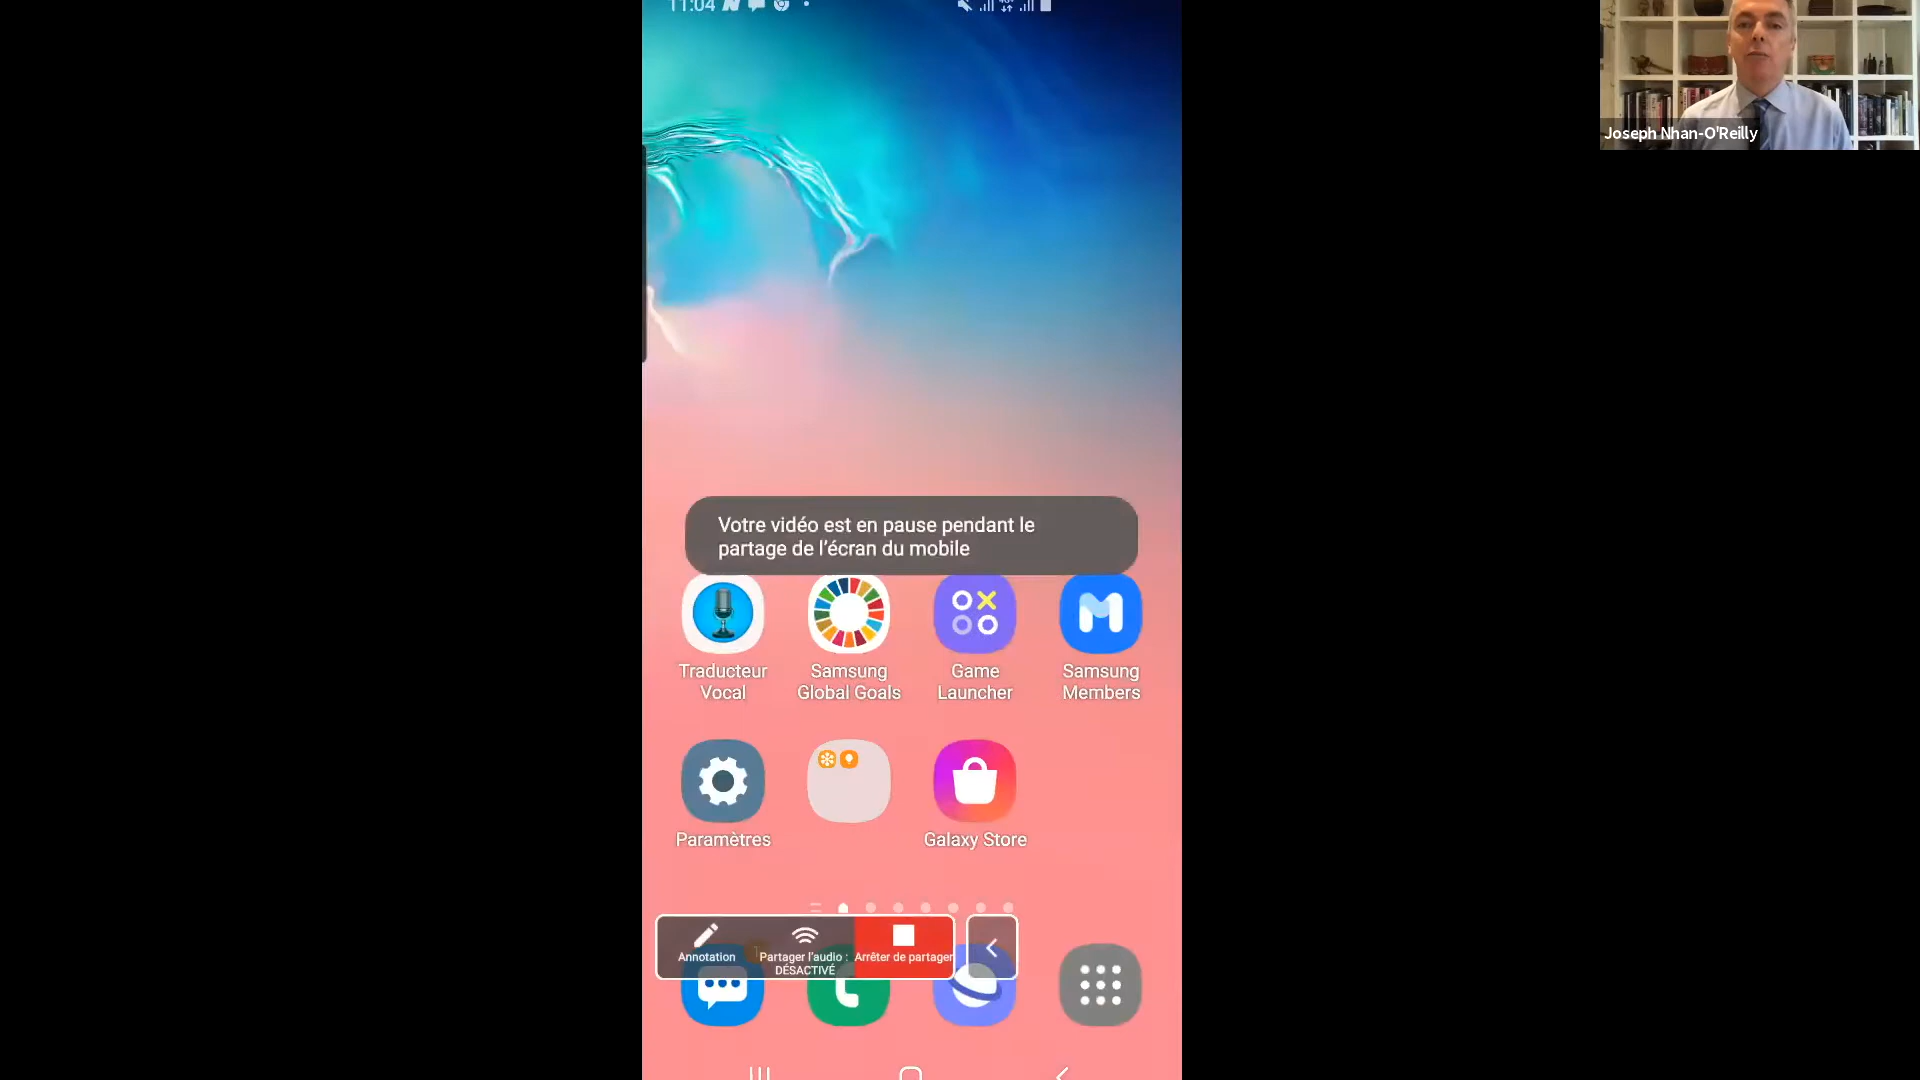 11:04
Joseph Nhan-O'Reilly
Votre vidéo est en pause pendant le
partage de l'écran du mobile
Traducteur
Vocal
Samsung
Global Goals
Game
Launcher
Samsung
Members
Paramètres
Galaxy Store
Annotation
Partager l'audio :
DÉSACTIVÉ
Arrêter de partager